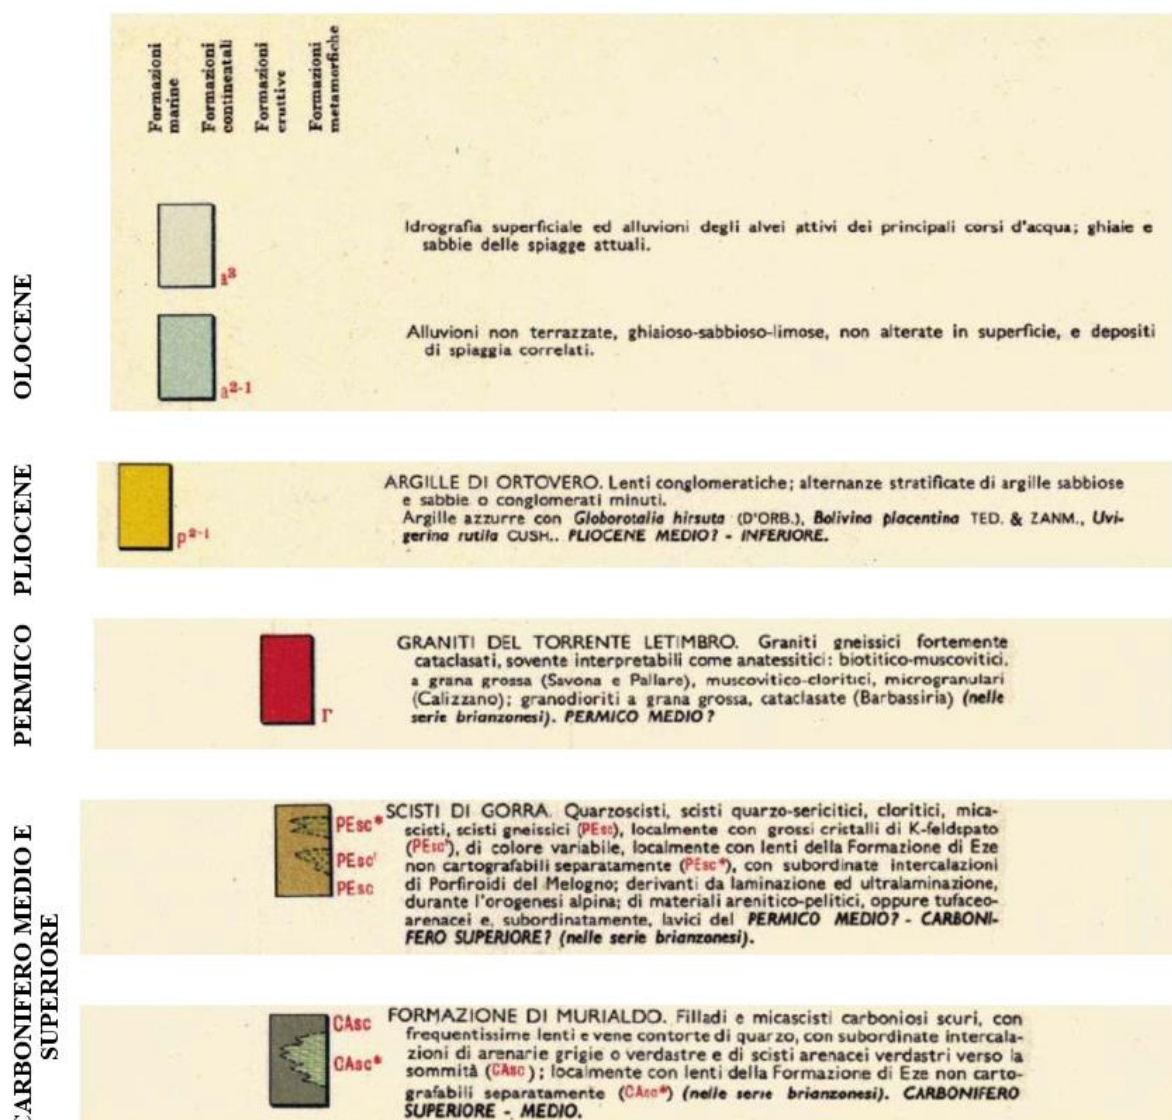 Formazioni
marine
Formazioni
continentali
Formazioni
eruttive
Formazioni
metamorfiche
OLOCENE
Idrografia superficiale ed alluvioni degli alvei attivi dei principali corsi d'acqua; ghiaie e
sabbie delle spiagge attuali.
a³
Alluvioni non terrazzate, ghiaioso-sabbioso-limose, non alterate in superficie, e depositi
di spiaggia correlati.
a²⁻¹
PLIOCENE
ARGILLE DI ORTOVERO. Lenti conglomeratiche; alternanze stratificate di argille sabbiose
e sabbie o conglomerati minuti.
Argille azzurre con Globorotalia hirsuta (D'ORB.), Bolivina placentina TED. & ZANM., Uvi-
gerina rutila CUSH.. PLIOCENE MEDIO? - INFERIORE.
p²⁻¹
PERMICO
GRANITI DEL TORRENTE LETIMBRO. Graniti gneissici fortemente
cataclasati, sovente interpretabili come anatessitici: biotitico-muscovitici,
a grana grossa (Savona e Pallare), muscovitico-cloritici, microgranulari
(Calizzano); granodioriti a grana grossa, cataclasate (Barbassiria) (nelle
serie brianzonesi). PERMICO MEDIO?
Γ
CARBONIFERO MEDIO E
SUPERIORE
PEsc*
PEsc'
PEsc
SCISTI DI GORRA. Quarzoscisti, scisti quarzo-sericitici, cloritici, mica-
scisti, scisti gneissici (PEsc), localmente con grossi cristalli di K-feldspato
(PEsc'), di colore variabile, localmente con lenti della Formazione di Eze
non cartografabili separatamente (PEsc*), con subordinate intercalazioni
di Porfiroidi del Melogno; derivanti da laminazione ed ultralaminazione,
durante l'orogenesi alpina; di materiali arenitico-pelitici, oppure tufaceo-
arenacei e, subordinatamente, lavici del PERMICO MEDIO? - CARBONI-
FERO SUPERIORE? (nelle serie brianzonesi).
CAsc
CAsc*
FORMAZIONE DI MURIALDO. Filladi e micascisti carboniosi scuri, con
frequentissime lenti e vene contorte di quarzo, con subordinate intercala-
zioni di arenarie grigie o verdastre e di scisti arenacei verdastri verso la
sommità (CAsc); localmente con lenti della Formazione di Eze non carto-
grafabili separatamente (CAsc*) (nelle serie brianzonesi). CARBONIFERO
SUPERIORE - MEDIO.